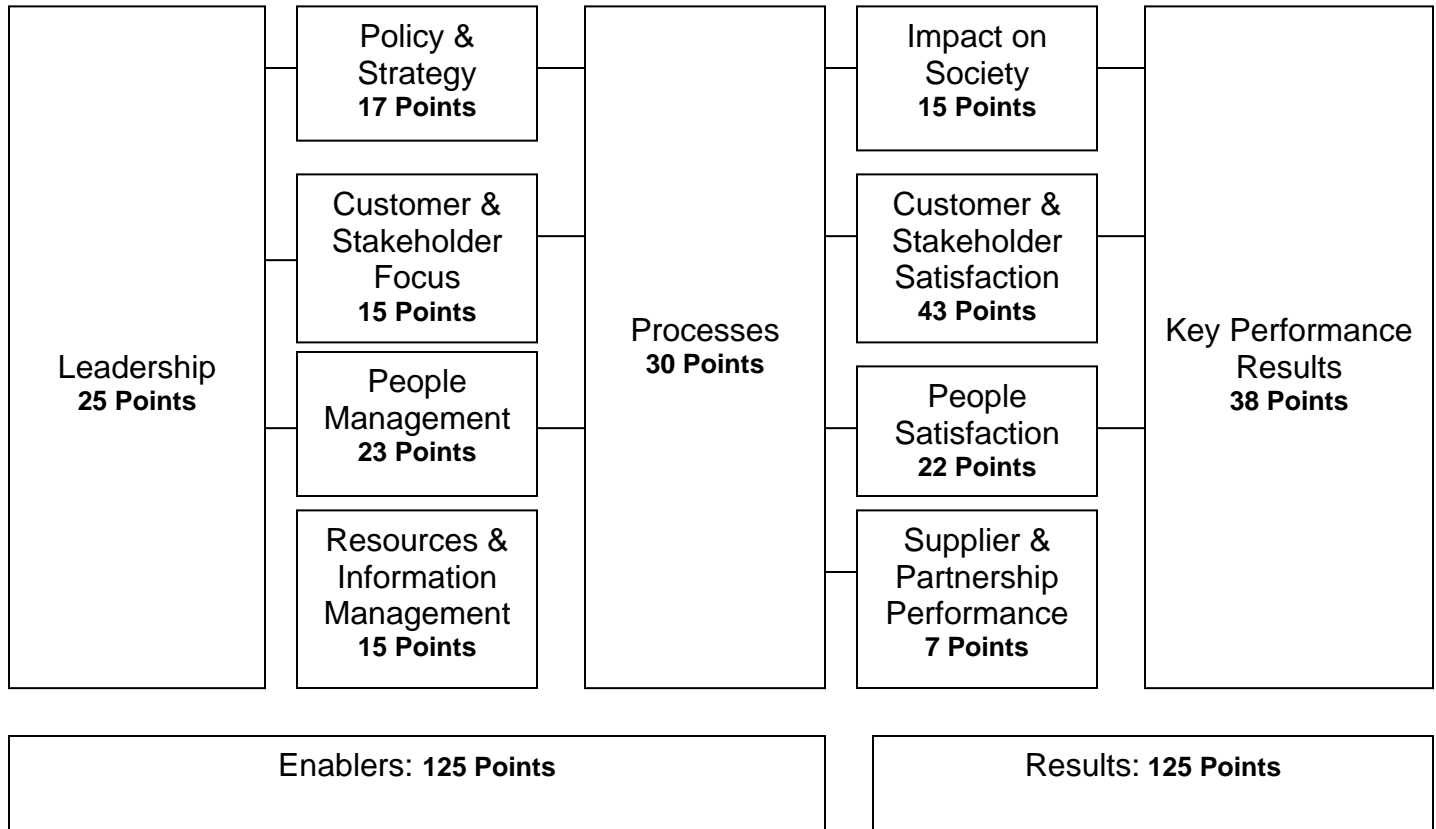 Leadership
25 Points
Policy &
Strategy
17 Points
Customer &
Stakeholder
Focus
15 Points
People
Management
23 Points
Resources &
Information
Management
15 Points
Processes
30 Points
Impact on
Society
15 Points
Customer &
Stakeholder
Satisfaction
43 Points
People
Satisfaction
22 Points
Supplier &
Partnership
Performance
7 Points
Key Performance
Results
38 Points
Enablers: 125 Points
Results: 125 Points